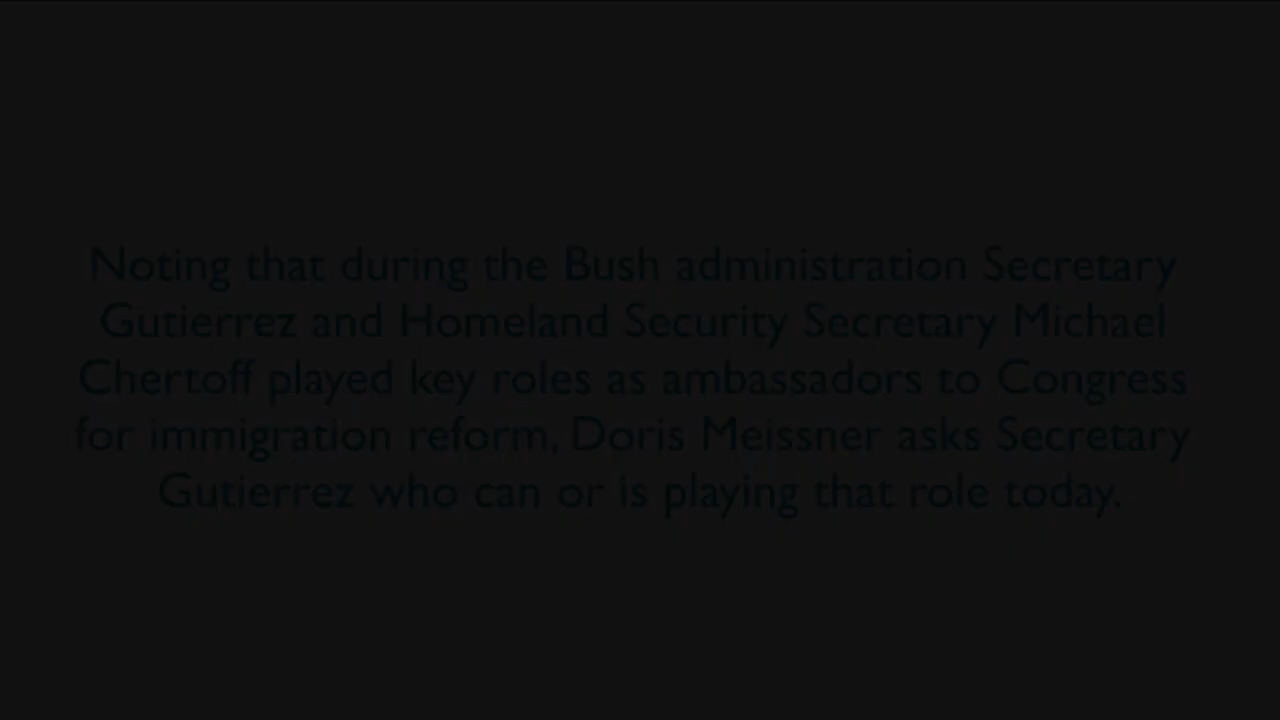 Noting that during the Bush administration Secretary
Gutierrez and Homeland Security Secretary Michael
Chertoff played key roles as ambassadors to Congress
for immigration reform, Doris Meissner asks Secretary
Gutierrez who can or is playing that role today.